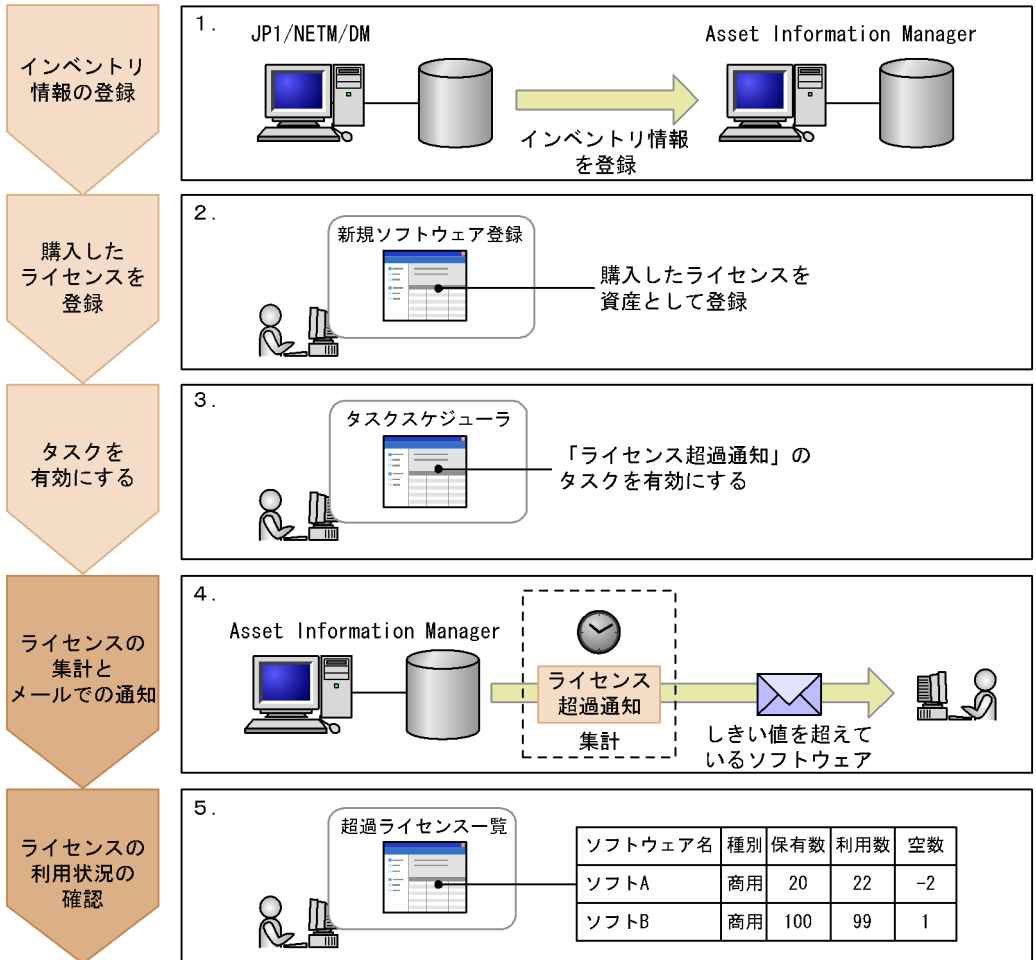 インベントリ
情報の登録
1.
JP1/NETM/DM
Asset Information Manager
インベントリ情報
を登録
購入した
ライセンスを
登録
2.
新規ソフトウェア登録
購入したライセンスを
資産として登録
タスクを
有効にする
3.
タスクスケジューラ
「ライセンス超過通知」の
タスクを有効にする
ライセンスの
集計と
メールでの通知
4.
Asset Information Manager
ライセンス
超過通知
集計
しきい値を超えて
いるソフトウェア
ライセンスの
利用状況の
確認
5.
超過ライセンス一覧
ソフトウェア名 種別 保有数 利用数 空数
ソフトA 商用 20 22 -2
ソフトB 商用 100 99 1